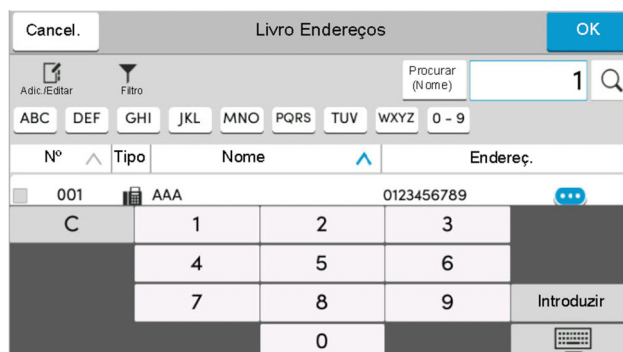 Cancel. Livro Endereços OK
Adic./Editar Filtro Procurar (Nome) 1
ABC DEF GHI JKL MNO PQRS TUV WXYZ 0 - 9
Nº Tipo Nome Endereç.
001 AAA 0123456789
C 1 2 3
4 5 6
7 8 9 Introduzir
0